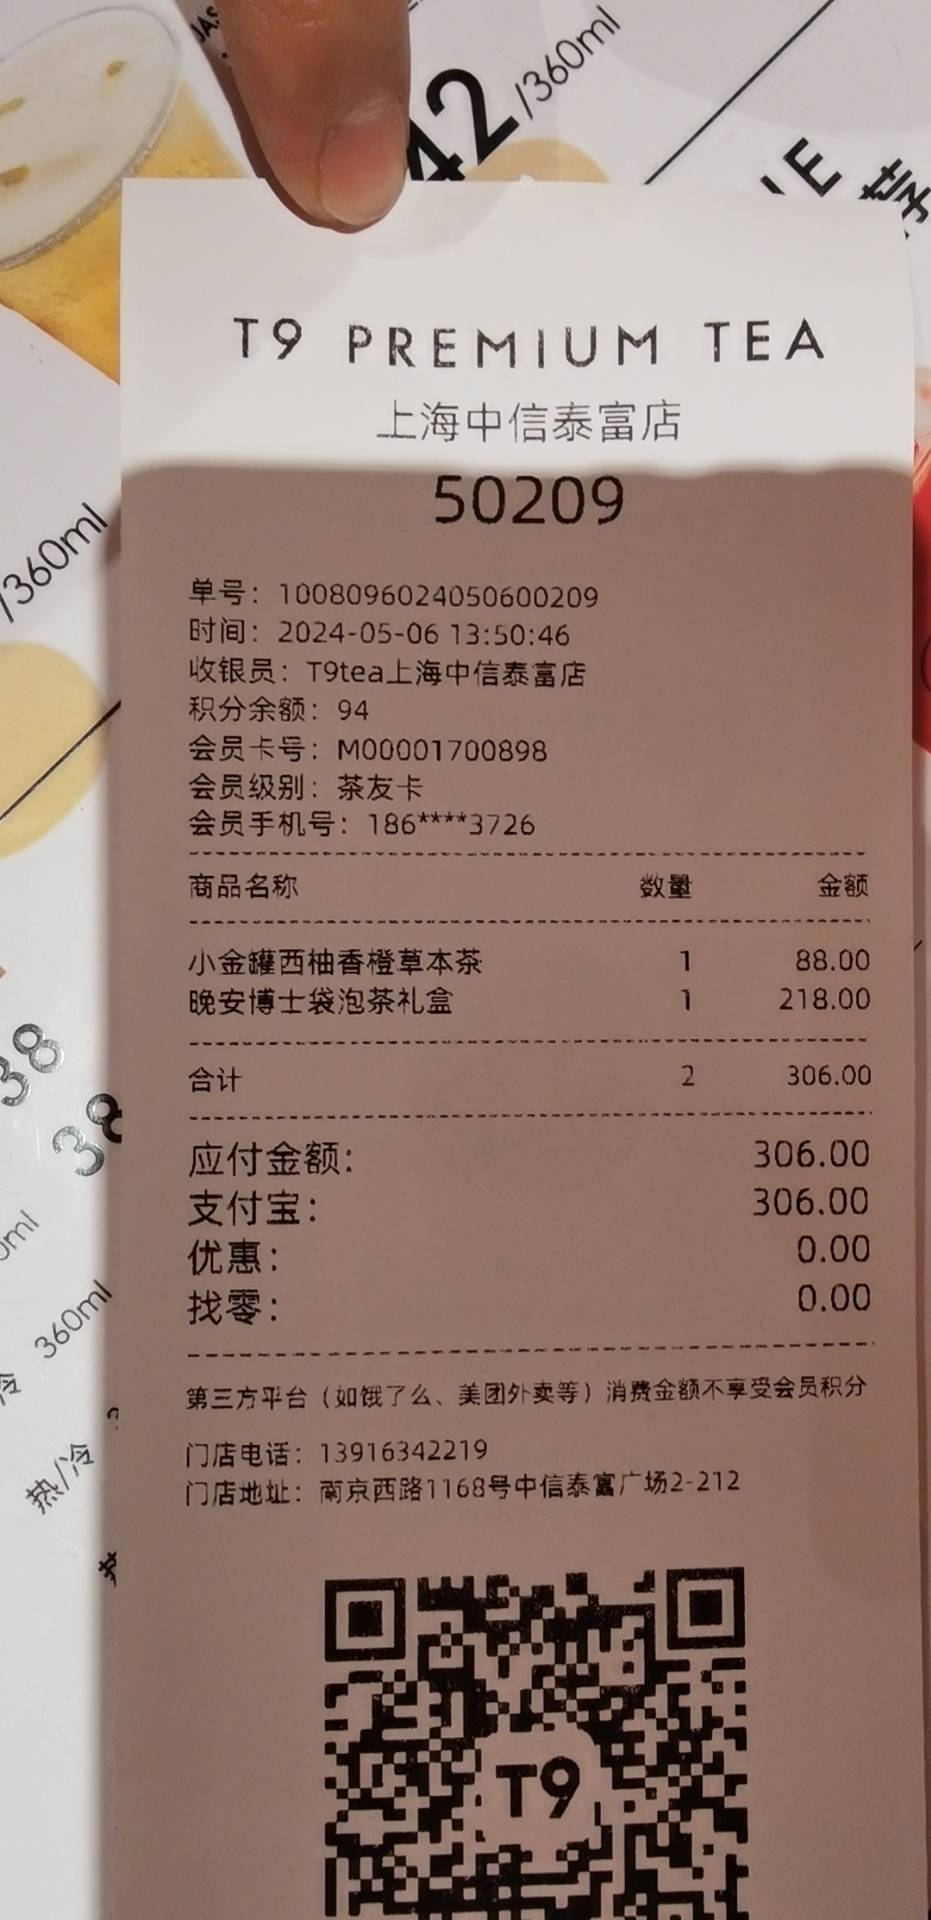 42/360ml
/360ml
T9 PREMIUM TEA
上海中信泰富店
50209
单号：1008096024050600209
时间：2024-05-06 13:50:46
收银员：T9tea上海中信泰富店
积分余额：94
会员卡号：M00001700898
会员级别：茶友卡
会员手机号：186****3726
商品名称 数量 金额
小金罐西柚香橙草本茶 1 88.00
晚安博士袋泡茶礼盒 1 218.00
合计 2 306.00
应付金额： 306.00
支付宝： 306.00
优惠： 0.00
找零： 0.00
第三方平台（如饿了么、美团外卖等）消费金额不享受会员积分
门店电话：13916342219
门店地址：南京西路1168号中信泰富广场2-212
T9
38
38
冷 360ml
热/冷